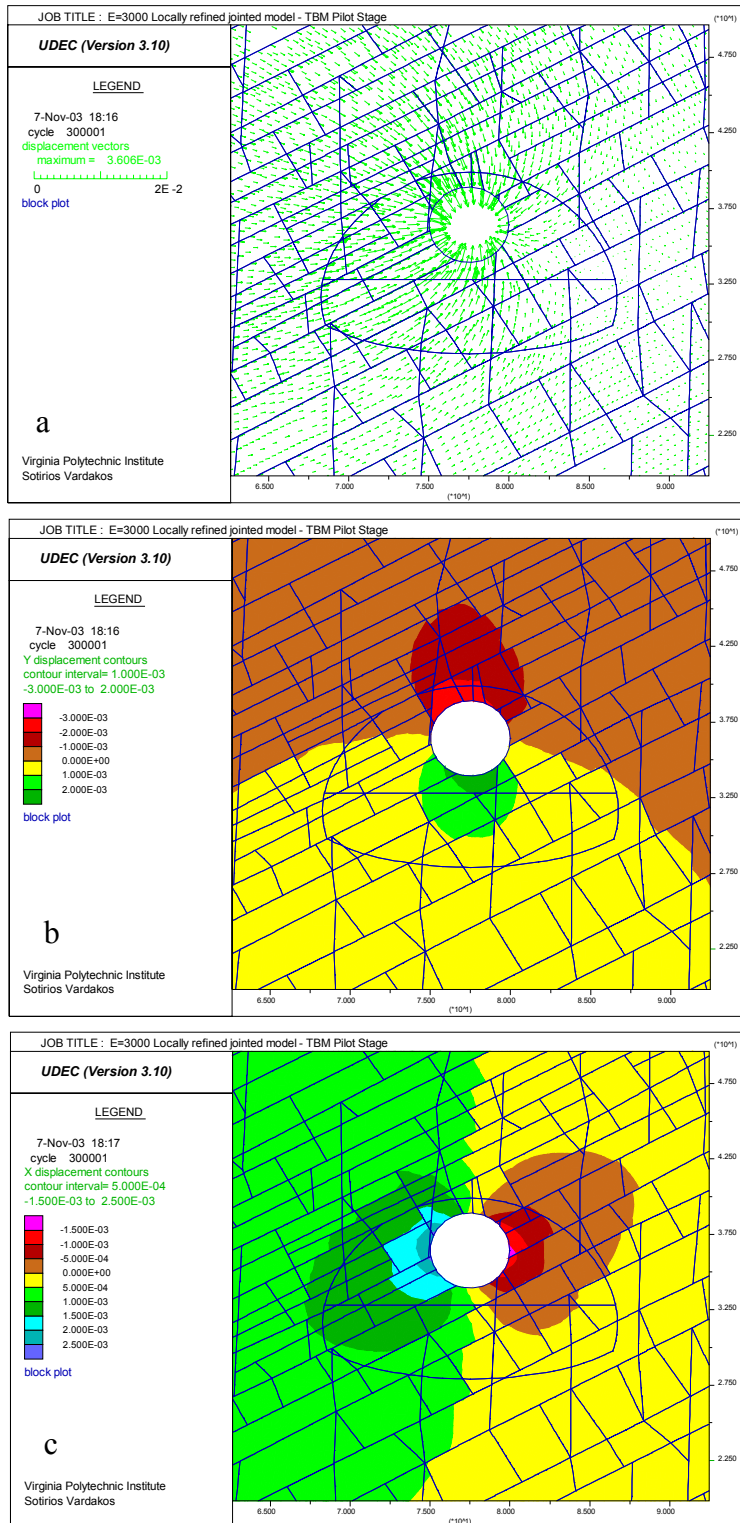 JOB TITLE : E=3000 Locally refined jointed model - TBM Pilot Stage
(*10^1)
UDEC (Version 3.10)
LEGEND
7-Nov-03 18:16
cycle 300001
displacement vectors
maximum = 3.606E-03
0 2E -2
block plot
a
Virginia Polytechnic Institute
Sotirios Vardakos
4.750
4.250
3.750
3.250
2.750
2.250
6.500 7.000 7.500 8.000 8.500 9.000
(*10^1)
JOB TITLE : E=3000 Locally refined jointed model - TBM Pilot Stage
(*10^1)
UDEC (Version 3.10)
LEGEND
7-Nov-03 18:16
cycle 300001
Y displacement contours
contour interval= 1.000E-03
-3.000E-03 to 2.000E-03
-3.000E-03
-2.000E-03
-1.000E-03
0.000E+00
1.000E-03
2.000E-03
block plot
b
Virginia Polytechnic Institute
Sotirios Vardakos
4.750
4.250
3.750
3.250
2.750
2.250
6.500 7.000 7.500 8.000 8.500 9.000
(*10^1)
JOB TITLE : E=3000 Locally refined jointed model - TBM Pilot Stage
(*10^1)
UDEC (Version 3.10)
LEGEND
7-Nov-03 18:17
cycle 300001
X displacement contours
contour interval= 5.000E-04
-1.500E-03 to 2.500E-03
-1.500E-03
-1.000E-03
-5.000E-04
0.000E+00
5.000E-04
1.000E-03
1.500E-03
2.000E-03
2.500E-03
block plot
c
Virginia Polytechnic Institute
Sotirios Vardakos
4.750
4.250
3.750
3.250
2.750
2.250
6.500 7.000 7.500 8.000 8.500 9.000
(*10^1)